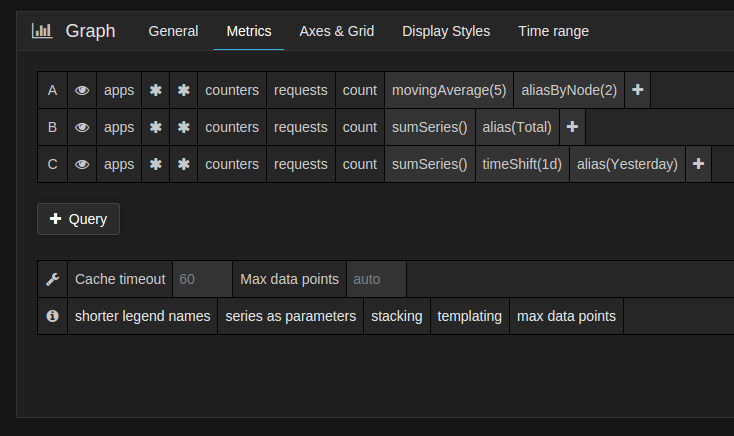 Graph General Metrics Axes & Grid Display Styles Time range
A apps * * counters requests count movingAverage(5) aliasByNode(2) +
B apps * * counters requests count sumSeries() alias(Total) +
C apps * * counters requests count sumSeries() timeShift(1d) alias(Yesterday) +
+ Query
Cache timeout 60 Max data points auto
shorter legend names series as parameters stacking templating max data points